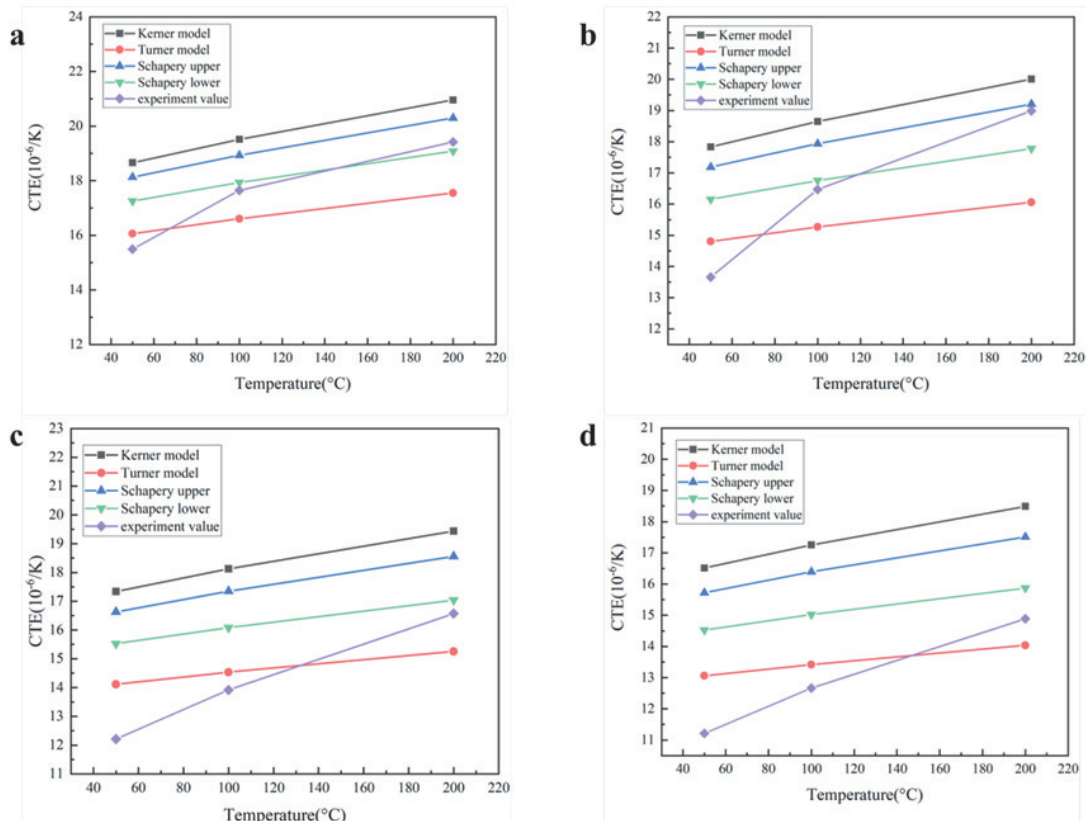 a
24
22
20
18
16
14
12
CTE(10⁻⁶/K)
Kerner model
Turner model
Schapery upper
Schapery lower
experiment value
40 60 80 100 120 140 160 180 200 220
Temperature(°C)
b
22
21
20
19
18
17
16
15
14
13
12
CTE(10⁻⁶/K)
Kerner model
Turner model
Schapery upper
Schapery lower
experiment value
40 60 80 100 120 140 160 180 200 220
Temperature(°C)
c
23
22
21
20
19
18
17
16
15
14
13
12
11
CTE(10⁻⁶/K)
Kerner model
Turner model
Schapery upper
Schapery lower
experiment value
40 60 80 100 120 140 160 180 200 220
Temperature(°C)
d
21
20
19
18
17
16
15
14
13
12
11
CTE(10⁻⁶/K)
Kerner model
Turner model
Schapery upper
Schapery lower
experiment value
40 60 80 100 120 140 160 180 200 220
Temperature(°C)